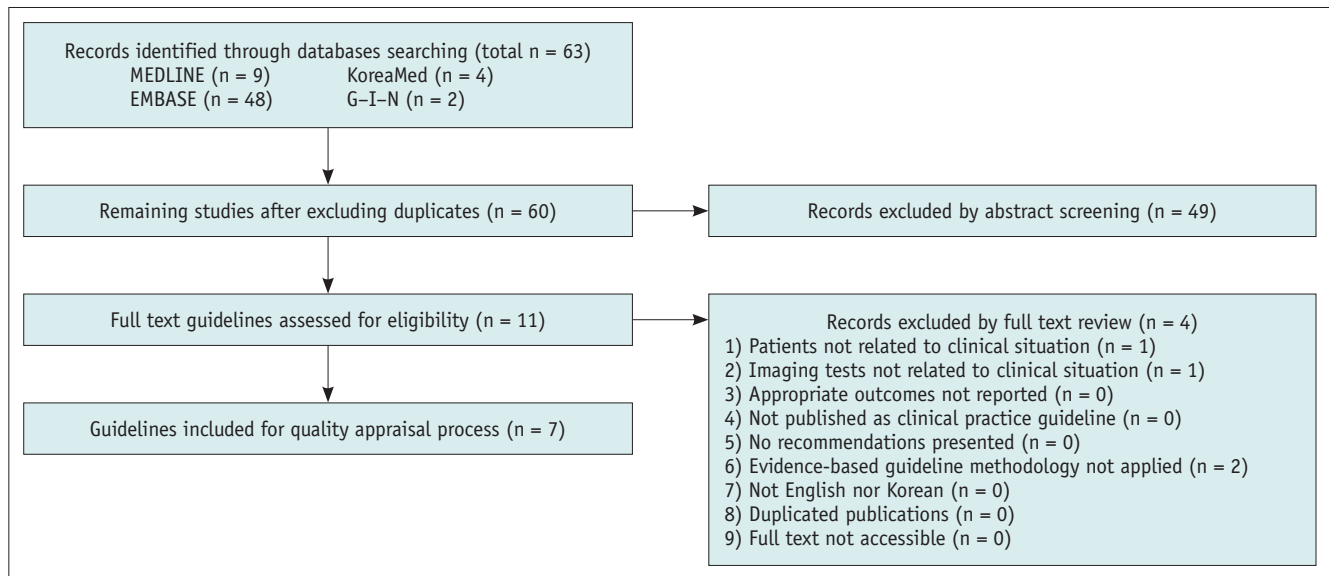 Records identified through databases searching (total n = 63)
MEDLINE (n = 9) KoreaMed (n = 4)
EMBASE (n = 48) G–I–N (n = 2)
Remaining studies after excluding duplicates (n = 60)
Records excluded by abstract screening (n = 49)
Full text guidelines assessed for eligibility (n = 11)
Records excluded by full text review (n = 4)
1) Patients not related to clinical situation (n = 1)
2) Imaging tests not related to clinical situation (n = 1)
3) Appropriate outcomes not reported (n = 0)
4) Not published as clinical practice guideline (n = 0)
5) No recommendations presented (n = 0)
6) Evidence-based guideline methodology not applied (n = 2)
7) Not English nor Korean (n = 0)
8) Duplicated publications (n = 0)
9) Full text not accessible (n = 0)
Guidelines included for quality appraisal process (n = 7)